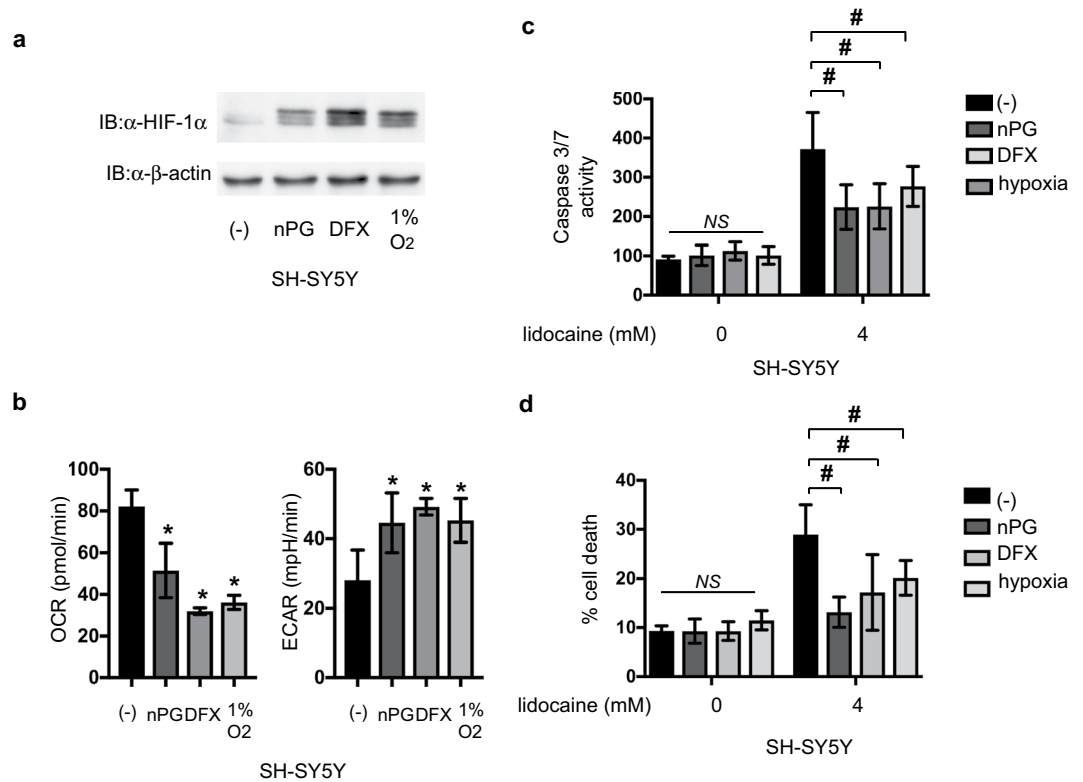 a
IB:α-HIF-1α
IB:α-β-actin
(-) nPG DFX 1% O2
SH-SY5Y
b
OCR (pmol/min)
100
80
60
40
20
0
* * *
(-) nPG DFX 1% O2
ECAR (mpH/min)
60
40
20
0
* * *
(-) nPG DFX 1% O2
SH-SY5Y
c
Caspase 3/7 activity
500
400
300
200
100
0
NS
#
#
#
lidocaine (mM) 0 4
SH-SY5Y
(-)
nPG
DFX
hypoxia
d
% cell death
40
30
20
10
0
NS
#
#
#
lidocaine (mM) 0 4
SH-SY5Y
(-)
nPG
DFX
hypoxia